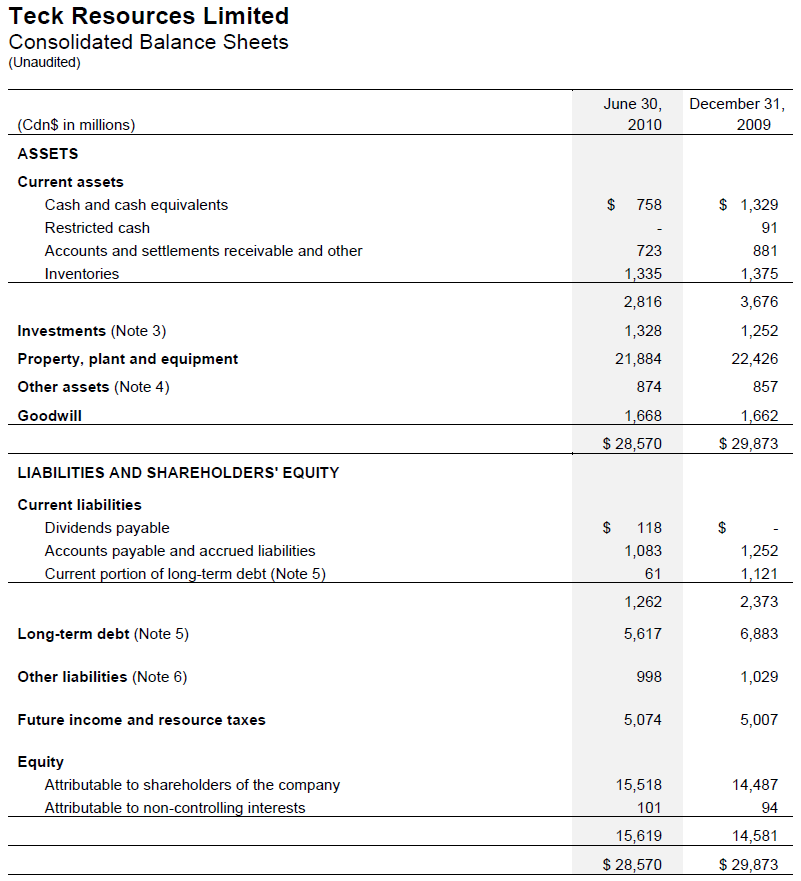 Teck Resources Limited
Consolidated Balance Sheets
(Unaudited)
June 30, December 31,
(Cdn$ in millions) 2010 2009
ASSETS
Current assets
Cash and cash equivalents $ 758 $ 1,329
Restricted cash - 91
Accounts and settlements receivable and other 723 881
Inventories 1,335 1,375
2,816 3,676
Investments (Note 3) 1,328 1,252
Property, plant and equipment 21,884 22,426
Other assets (Note 4) 874 857
Goodwill 1,668 1,662
$ 28,570 $ 29,873
LIABILITIES AND SHAREHOLDERS' EQUITY
Current liabilities
Dividends payable $ 118 $ -
Accounts payable and accrued liabilities 1,083 1,252
Current portion of long-term debt (Note 5) 61 1,121
1,262 2,373
Long-term debt (Note 5) 5,617 6,883
Other liabilities (Note 6) 998 1,029
Future income and resource taxes 5,074 5,007
Equity
Attributable to shareholders of the company 15,518 14,487
Attributable to non-controlling interests 101 94
15,619 14,581
$ 28,570 $ 29,873